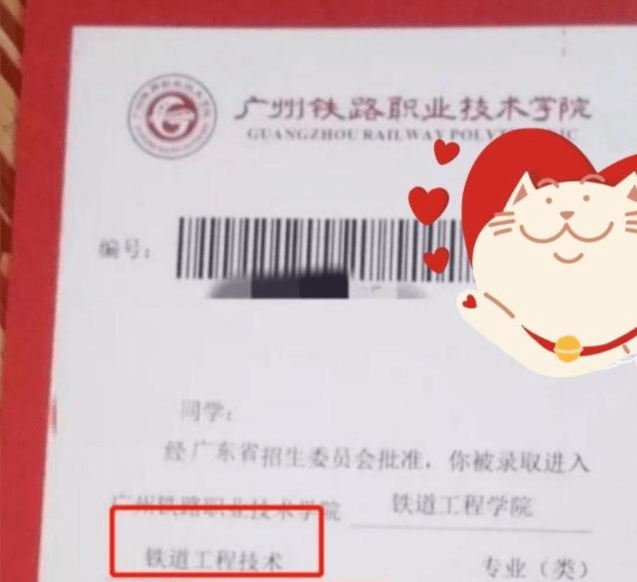 广州铁路职业技术学院
GUANGZHOU RAILWAY
编号：
同学：
经广东省招生委员会批准，你被录取进入
广州铁路职业技术学院 铁道工程学院
铁道工程技术 专业（类）